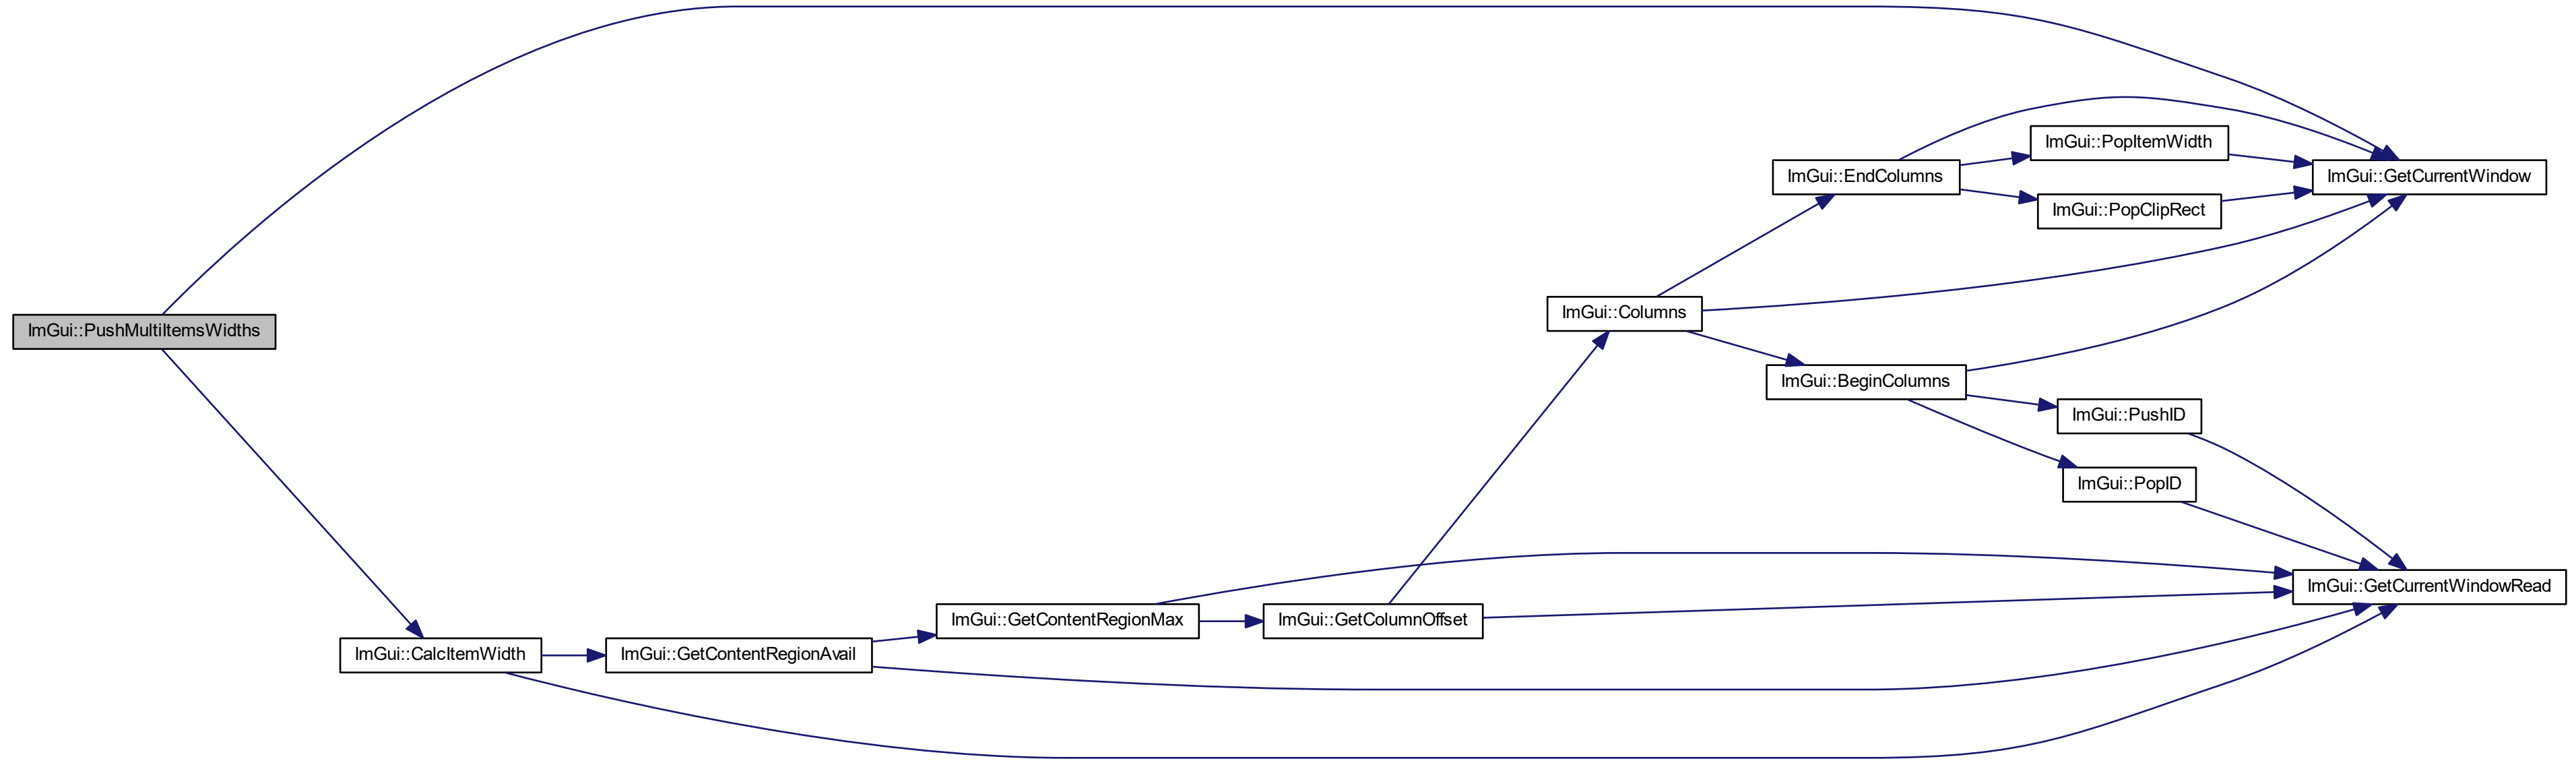 ImGui::PopItemWidth
ImGui::EndColumns
ImGui::GetCurrentWindow
ImGui::PopClipRect
ImGui::Columns
ImGui::PushMultiItemsWidths
ImGui::BeginColumns
ImGui::PushID
ImGui::PopID
ImGui::GetCurrentWindowRead
ImGui::GetContentRegionMax
ImGui::GetColumnOffset
ImGui::CalcItemWidth
ImGui::GetContentRegionAvail